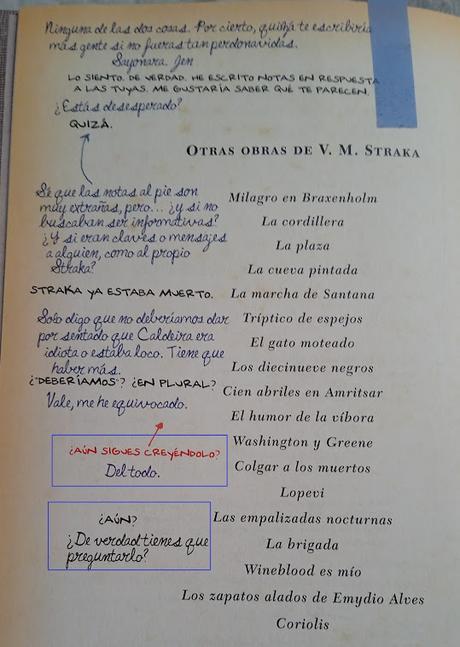 Ninguna de las dos cosas. Por cierto, quizá te escribiría
más gente si no fueras tan perdonavidas.
Sayonara. Jen
LO SIENTO. DE VERDAD. HE ESCRITO NOTAS EN RESPUESTA
A LAS TUYAS. ME GUSTARÍA SABER QUÉ TE PARECEN.
¿Estás desesperado?
QUIZÁ.
OTRAS OBRAS DE V. M. STRAKA
Sé que las notas al pie son
muy extrañas, pero... ¿y si no
buscaban ser informativas?
¿Y si eran claves o mensajes
a alguien, como al propio
Straka?
STRAKA YA ESTABA MUERTO.
Solo digo que no deberíamos dar
por sentado que Caldeira era
idiota o estaba loco. Tiene que
haber más.
¿"DEBERÍAMOS"? ¿EN PLURAL?
Vale, me he equivocado.
¿AÚN SIGUES CREYÉNDOLO?
Del todo.
¿AÚN?
¿De verdad tienes que
preguntarlo?
Milagro en Braxenholm
La cordillera
La plaza
La cueva pintada
La marcha de Santana
Tríptico de espejos
El gato moteado
Los diecinueve negros
Cien abriles en Amritsar
El humor de la víbora
Washington y Greene
Colgar a los muertos
Lopevi
Las empalizadas nocturnas
La brigada
Wineblood es mío
Los zapatos alados de Emydio Alves
Coriolis